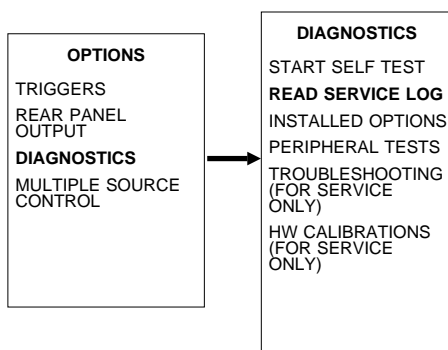 OPTIONS
TRIGGERS
REAR PANEL
OUTPUT
DIAGNOSTICS
MULTIPLE SOURCE
CONTROL
DIAGNOSTICS
START SELF TEST
READ SERVICE LOG
INSTALLED OPTIONS
PERIPHERAL TESTS
TROUBLESHOOTING
(FOR SERVICE
ONLY)
HW CALIBRATIONS
(FOR SERVICE
ONLY)